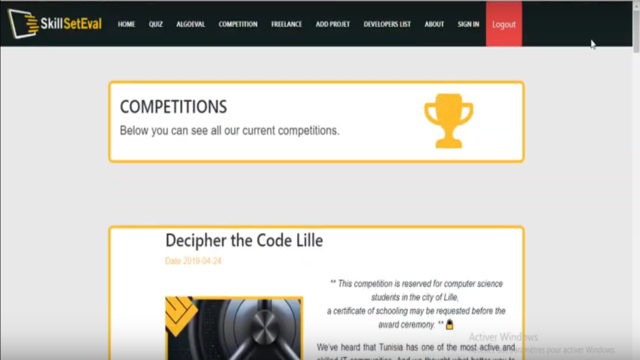 SkillSetEval HOME QUIZ ALGOEVAL COMPETITION FREELANCE ADD PROJET DEVELOPERS LIST ABOUT SIGN IN Logout
COMPETITIONS
Below you can see all our current competitions.
Decipher the Code Lille
Date 2019-04-24
** This competition is reserved for computer science
students in the city of Lille,
a certificate of schooling may be requested before the
award ceremony. **
Activer Windows
We've heard that Tunisia has one of the most active and
paramètres pour activer Windows.
skilled IT communities. And we thought what better way to